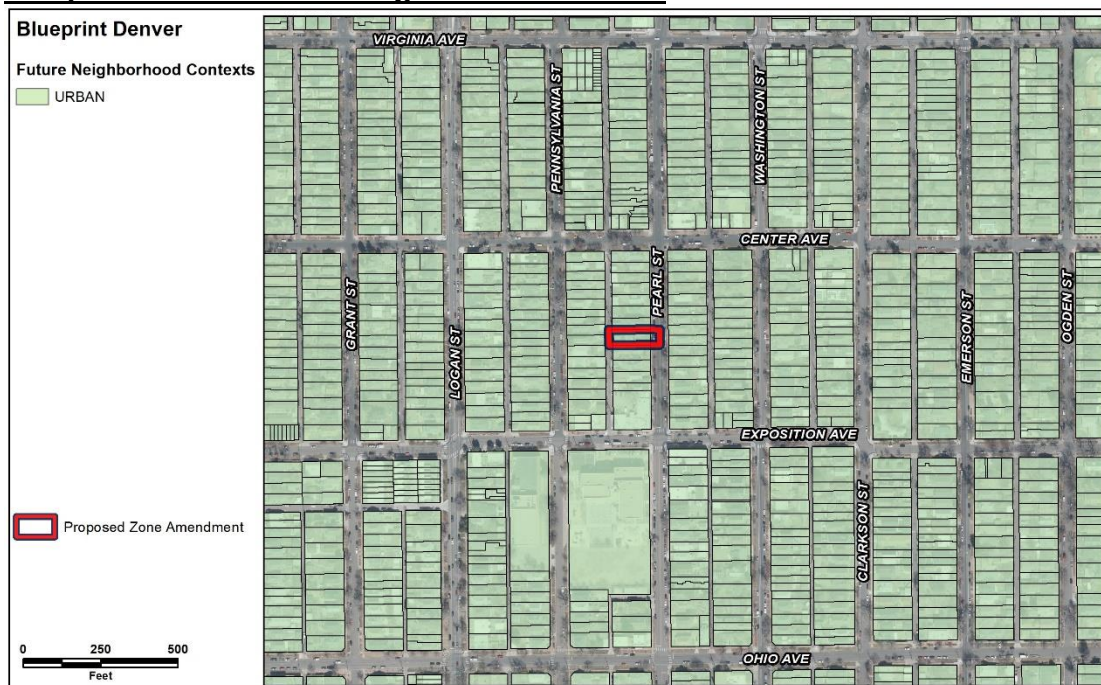 Blueprint Denver
Future Neighborhood Contexts
URBAN
Proposed Zone Amendment
0 250 500
Feet
VIRGINIA AVE
PENNSYLVANIA ST
WASHINGTON ST
CENTER AVE
GRANT ST
LOGAN ST
PEARL ST
EMERSON ST
OGDEN ST
EXPOSITION AVE
CLARKSON ST
OHIO AVE